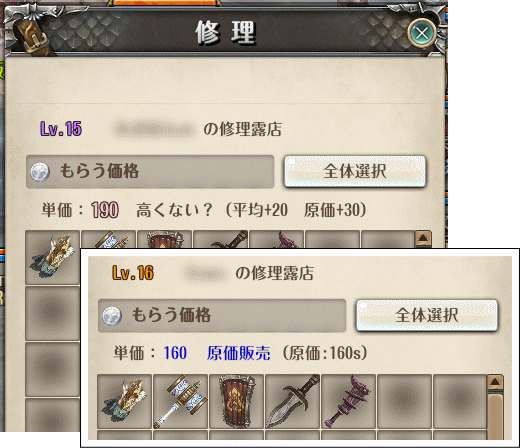 修理
Lv.15 の修理露店
もらう価格 全体選択
単価：190 高くない？（平均+20 原価+30）
Lv.16 の修理露店
もらう価格 全体選択
単価：160 原価販売（原価:160s）